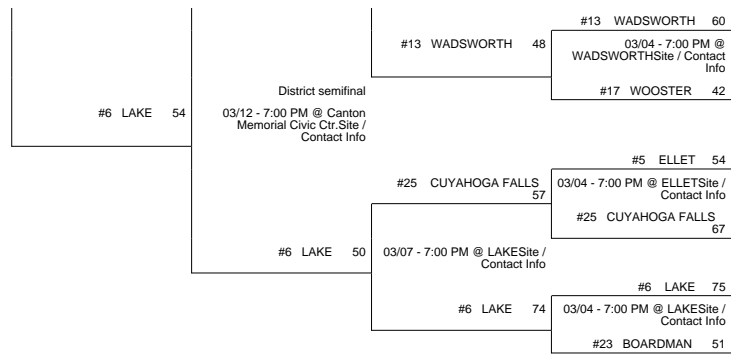 #13 WADSWORTH 60
#13 WADSWORTH 48
03/04 - 7:00 PM @
WADSWORTHSite / Contact
Info
#17 WOOSTER 42
District semifinal
#6 LAKE 54
03/12 - 7:00 PM @ Canton
Memorial Civic Ctr.Site /
Contact Info
#5 ELLET 54
#25 CUYAHOGA FALLS
57
03/04 - 7:00 PM @ ELLETSite /
Contact Info
#25 CUYAHOGA FALLS
67
#6 LAKE 50
03/07 - 7:00 PM @ LAKESite /
Contact Info
#6 LAKE 75
#6 LAKE 74
03/04 - 7:00 PM @ LAKESite /
Contact Info
#23 BOARDMAN 51